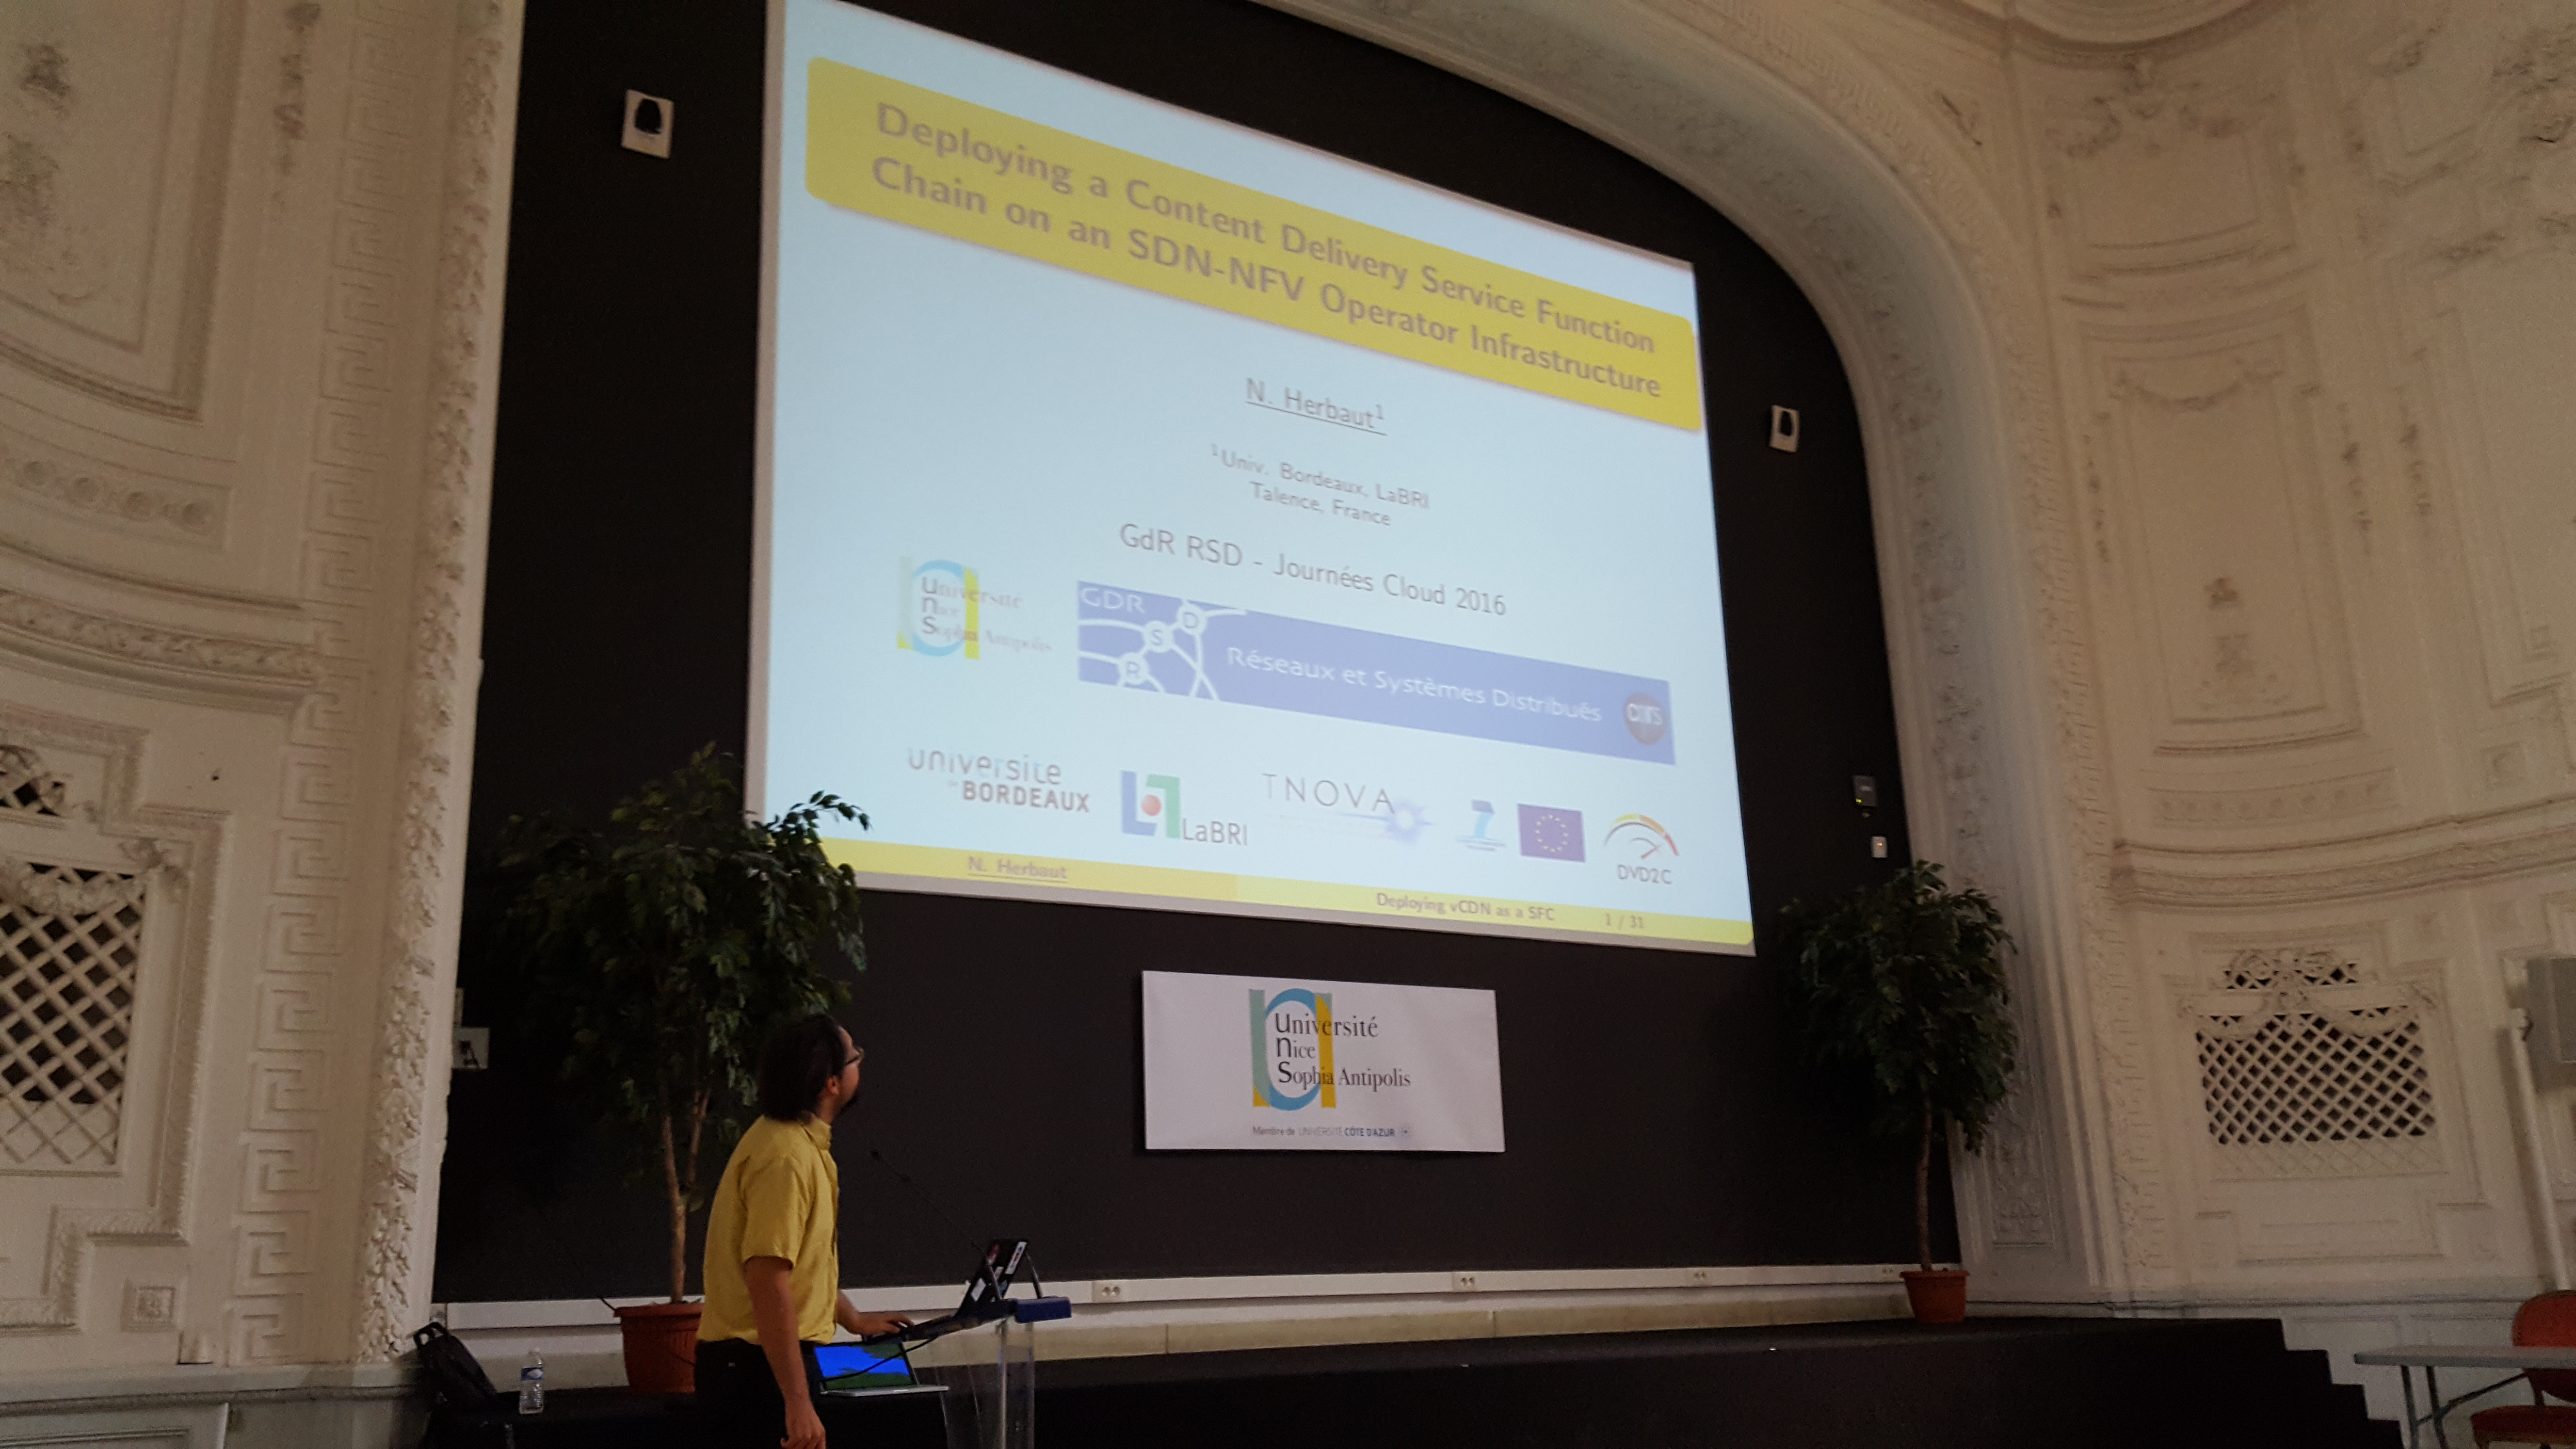 Deploying a Content Delivery Service Function
Chain on an SDN-NFV Operator Infrastructure
N. Herbaut¹
¹Univ. Bordeaux, LaBRI
Talence, France
GdR RSD - Journées Cloud 2016
Université
Nice
Sophia Antipolis
GDR
D
S
R
Réseaux et Systèmes Distribués
cnrs
université
de BORDEAUX
LaBRI
TNOVA
7
DVD2C
N. Herbaut
Deploying vCDN as a SFC
1 / 31
Université
Nice
Sophia Antipolis
Membre de UNIVERSITÉ CÔTE D'AZUR